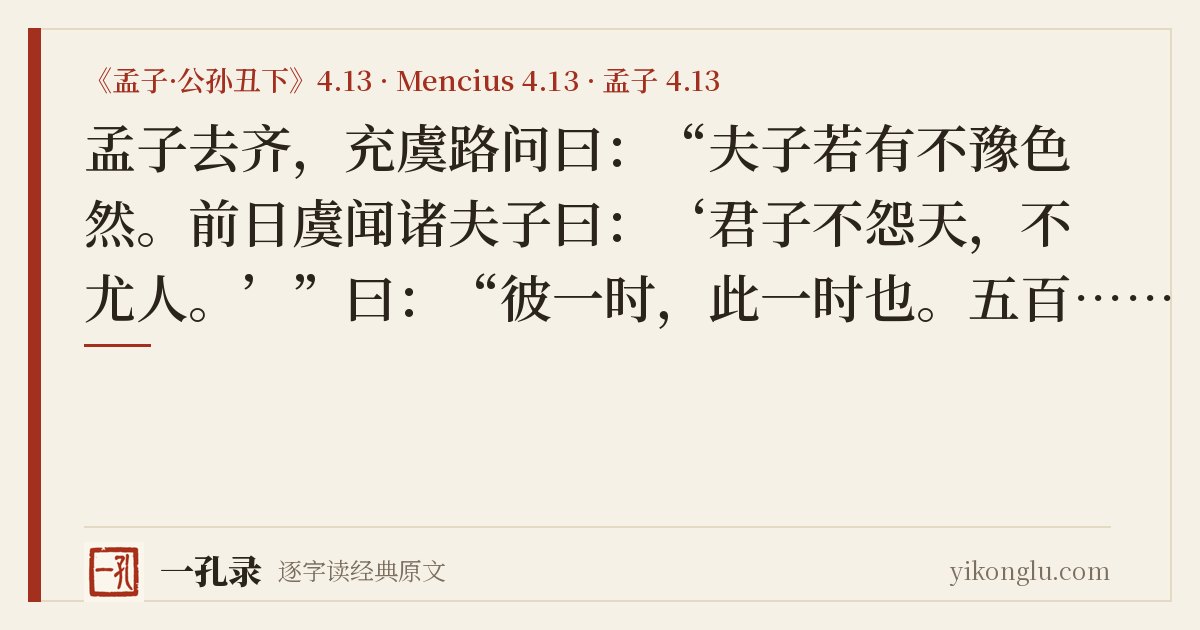 《孟子·公孙丑下》4.13 · Mencius 4.13 · 孟子 4.13
孟子去齐，充虞路问曰：“夫子若有不豫色
然。前日虞闻诸夫子曰：‘君子不怨天，不
尤人。’”曰：“彼一时，此一时也。五百……
一孔
一孔录 逐字读经典原文
yikonglu.com